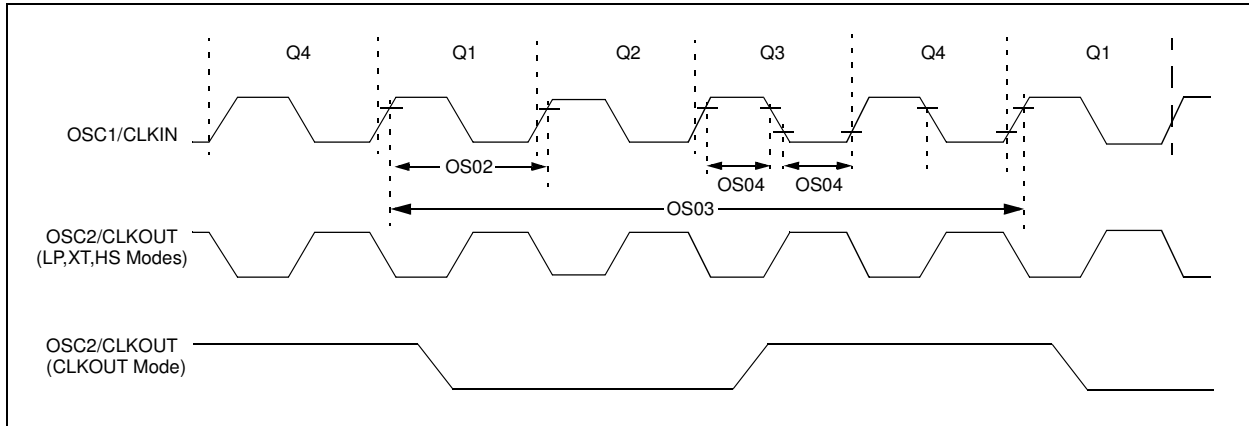 Q4 Q1 Q2 Q3 Q4 Q1
OSC1/CLKIN
OS02
OS04 OS04
OS03
OSC2/CLKOUT
(LP,XT,HS Modes)
OSC2/CLKOUT
(CLKOUT Mode)